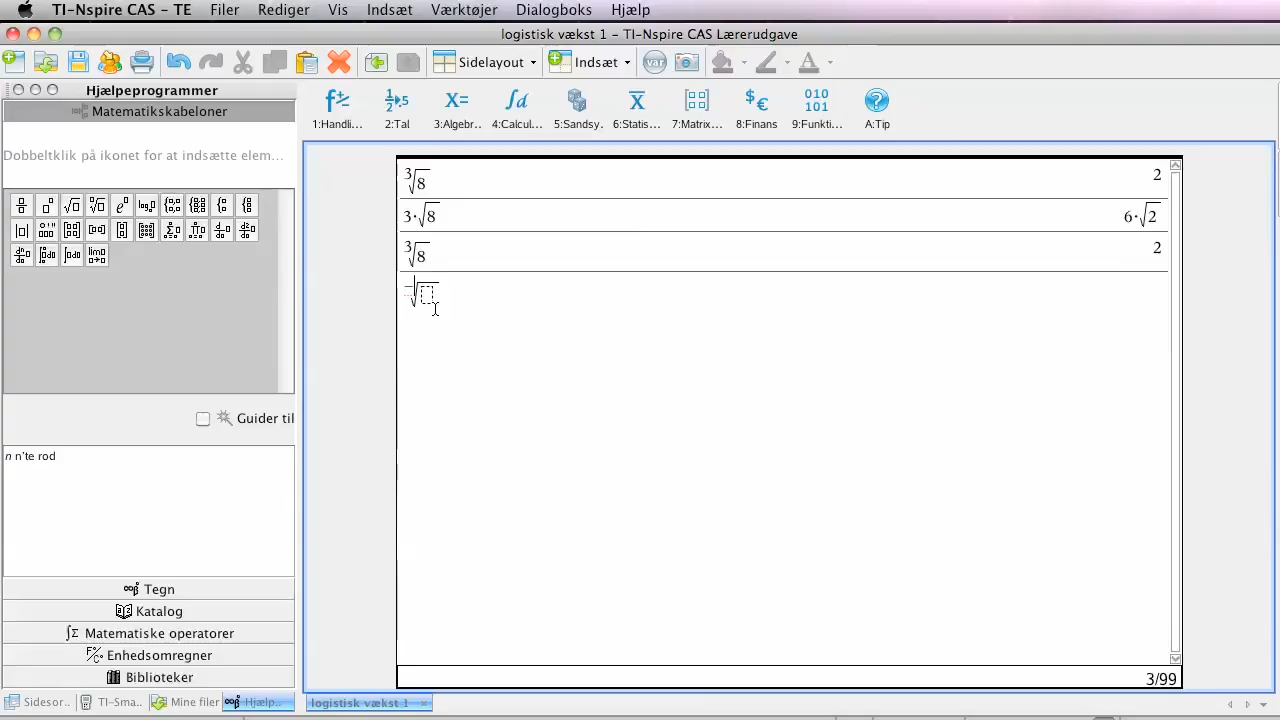 TI-Nspire CAS - TE Filer Rediger Vis Indsæt Værktøjer Dialogboks Hjælp
logistisk vækst 1 - TI-Nspire CAS Lærerudgave
Sidelayout Indsæt var
Hjælpeprogrammer
Matematikskabeloner
1:Handli... 2:Tal 3:Algebr... 4:Calcul... 5:Sandsy... 6:Statis... 7:Matrix... 8:Finans 9:Funkti... A:Tip
Dobbeltklik på ikonet for at indsætte elem...
³√8 2
3·√8 6·√2
³√8 2
Guider til
n n'te rod
Tegn
Katalog
Matematiske operatorer
Enhedsomregner
Biblioteker
3/99
Sidesor... TI-Sma... Mine filer Hjælp... logistisk vækst 1